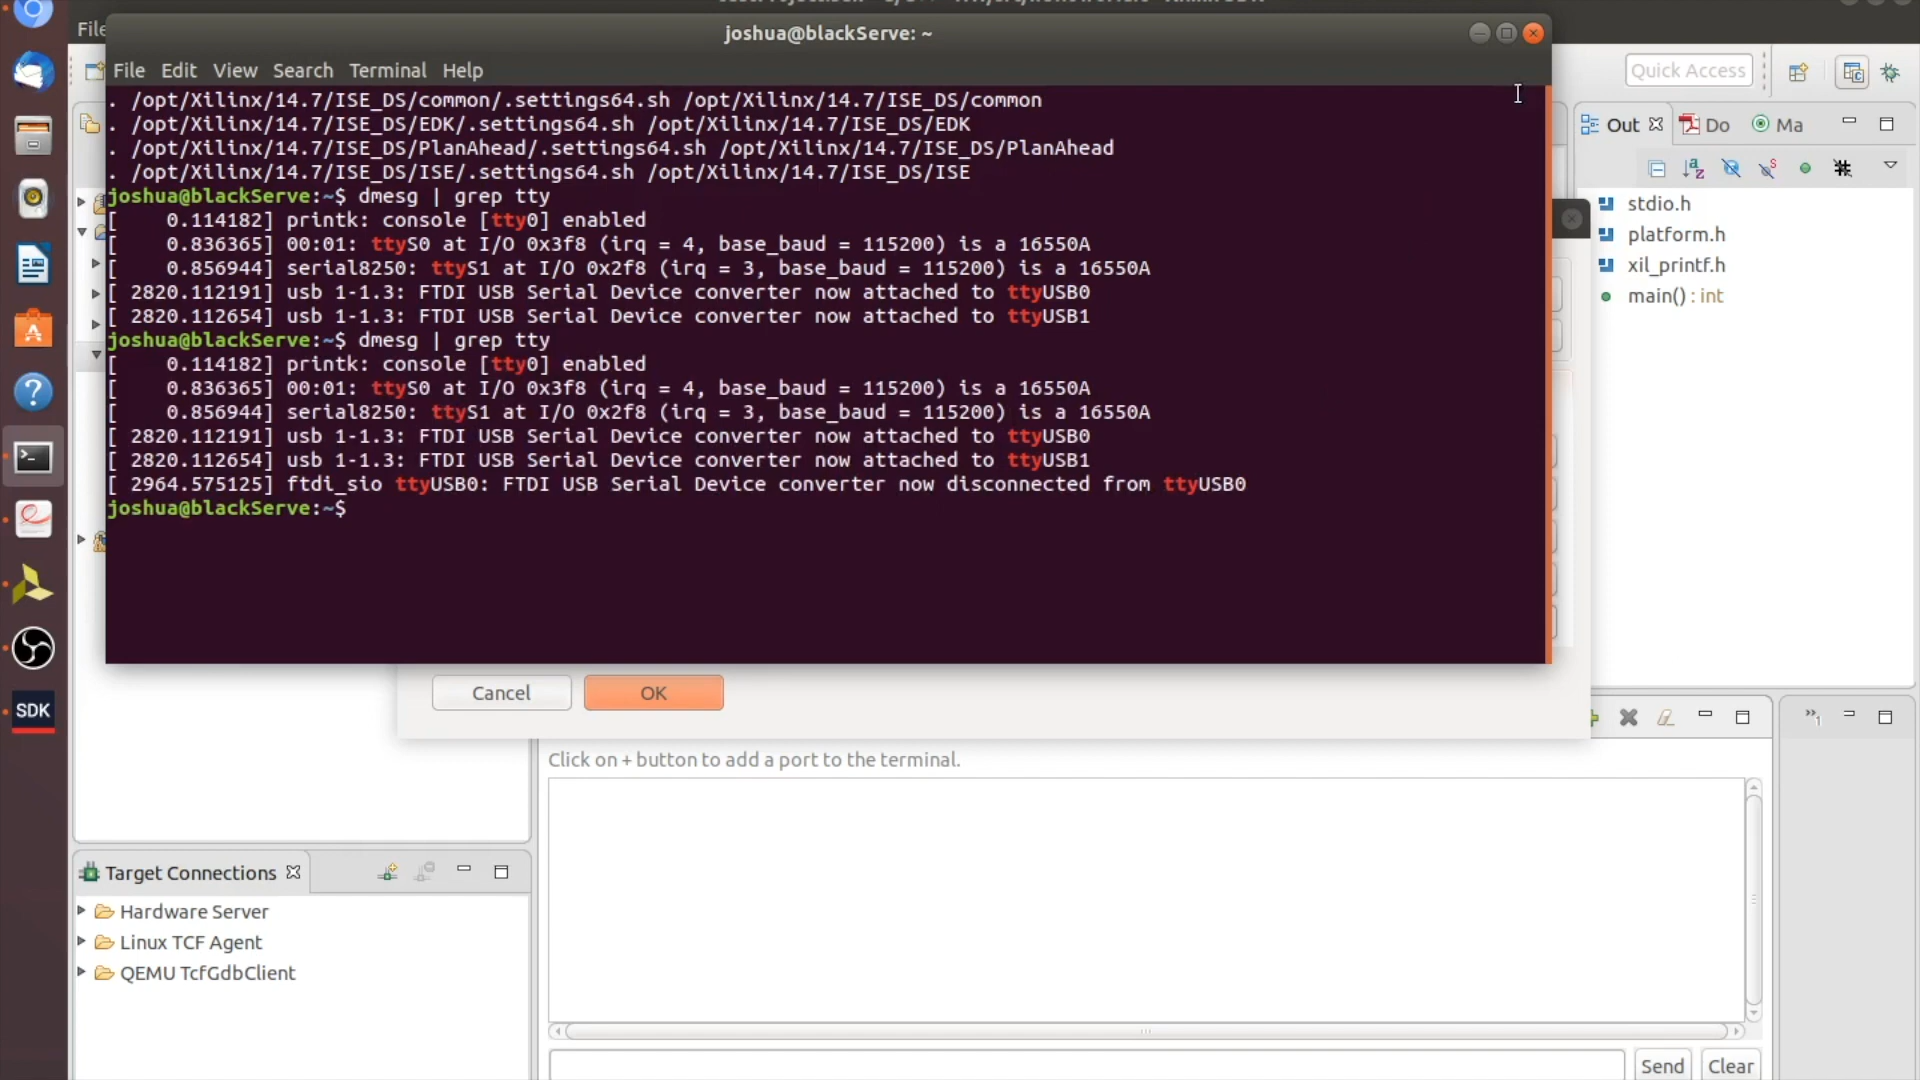 joshua@blackServe: ~
File
File Edit View Search Terminal Help
. /opt/Xilinx/14.7/ISE_DS/common/.settings64.sh /opt/Xilinx/14.7/ISE_DS/common
. /opt/Xilinx/14.7/ISE_DS/EDK/.settings64.sh /opt/Xilinx/14.7/ISE_DS/EDK
. /opt/Xilinx/14.7/ISE_DS/PlanAhead/.settings64.sh /opt/Xilinx/14.7/ISE_DS/PlanAhead
. /opt/Xilinx/14.7/ISE_DS/ISE/.settings64.sh /opt/Xilinx/14.7/ISE_DS/ISE
joshua@blackServe:~$ dmesg | grep tty
[    0.114182] printk: console [tty0] enabled
[    0.836365] 00:01: ttyS0 at I/O 0x3f8 (irq = 4, base_baud = 115200) is a 16550A
[    0.856944] serial8250: ttyS1 at I/O 0x2f8 (irq = 3, base_baud = 115200) is a 16550A
[ 2820.112191] usb 1-1.3: FTDI USB Serial Device converter now attached to ttyUSB0
[ 2820.112654] usb 1-1.3: FTDI USB Serial Device converter now attached to ttyUSB1
joshua@blackServe:~$ dmesg | grep tty
[    0.114182] printk: console [tty0] enabled
[    0.836365] 00:01: ttyS0 at I/O 0x3f8 (irq = 4, base_baud = 115200) is a 16550A
[    0.856944] serial8250: ttyS1 at I/O 0x2f8 (irq = 3, base_baud = 115200) is a 16550A
[ 2820.112191] usb 1-1.3: FTDI USB Serial Device converter now attached to ttyUSB0
[ 2820.112654] usb 1-1.3: FTDI USB Serial Device converter now attached to ttyUSB1
[ 2964.575125] ftdi_sio ttyUSB0: FTDI USB Serial Device converter now disconnected from ttyUSB0
joshua@blackServe:~$
Quick Access
Out Do Ma
stdio.h
platform.h
xil_printf.h
main() : int
SDK
Cancel OK
Click on + button to add a port to the terminal.
Target Connections
Hardware Server
Linux TCF Agent
QEMU TcfGdbClient
Send Clear